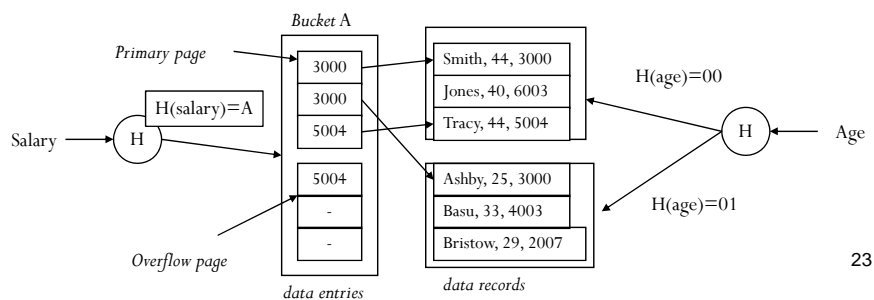 Bucket A
Primary page
3000
3000
5004
5004
-
-
Overflow page
data entries
Salary
H
H(salary)=A
Smith, 44, 3000
Jones, 40, 6003
Tracy, 44, 5004
Ashby, 25, 3000
Basu, 33, 4003
Bristow, 29, 2007
data records
H(age)=00
H
Age
H(age)=01
23